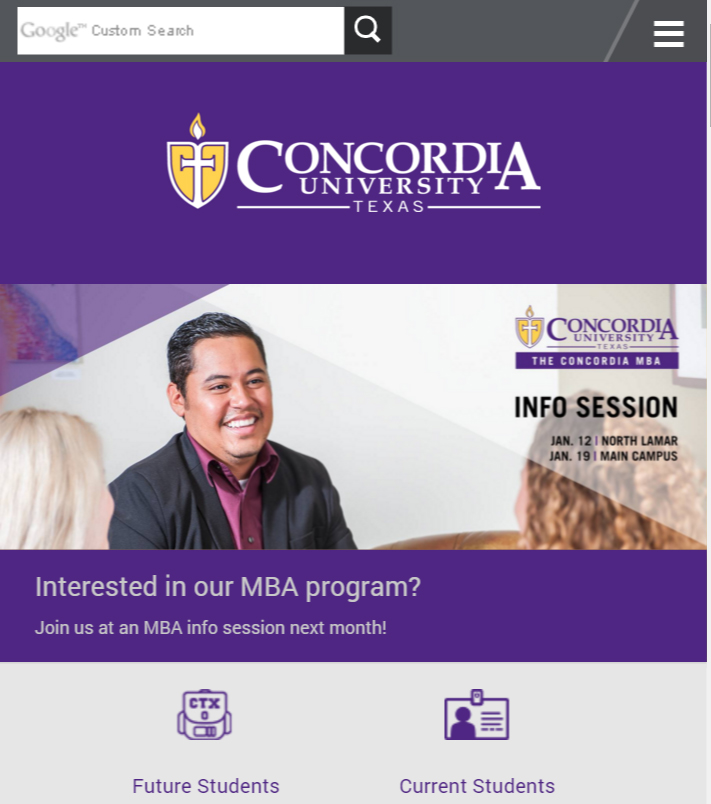 Google™ Custom Search
CONCORDIA
UNIVERSITY
TEXAS
CONCORDIA
UNIVERSITY
TEXAS
THE CONCORDIA MBA
INFO SESSION
JAN. 12 | NORTH LAMAR
JAN. 19 | MAIN CAMPUS
Interested in our MBA program?
Join us at an MBA info session next month!
CTX
0
Future Students
Current Students